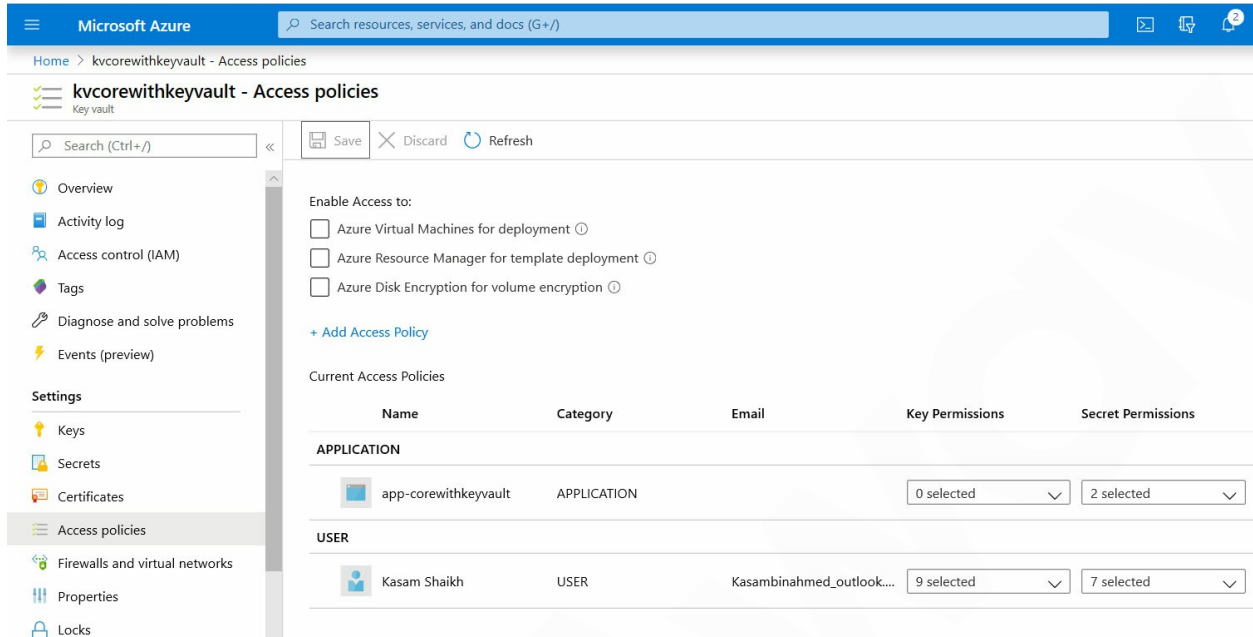 Microsoft Azure
Search resources, services, and docs (G+/)
2
Home > kvcorewithkeyvault - Access policies
kvcorewithkeyvault - Access policies
Key vault
Search (Ctrl+/)
«
Save
Discard
Refresh
Overview
Activity log
Access control (IAM)
Tags
Diagnose and solve problems
Events (preview)
Settings
Keys
Secrets
Certificates
Access policies
Firewalls and virtual networks
Properties
Locks
Enable Access to:
Azure Virtual Machines for deployment
Azure Resource Manager for template deployment
Azure Disk Encryption for volume encryption
+ Add Access Policy
Current Access Policies
Name Category Email Key Permissions Secret Permissions
APPLICATION
app-corewithkeyvault APPLICATION 0 selected 2 selected
USER
Kasam Shaikh USER Kasambinahmed_outlook.... 9 selected 7 selected